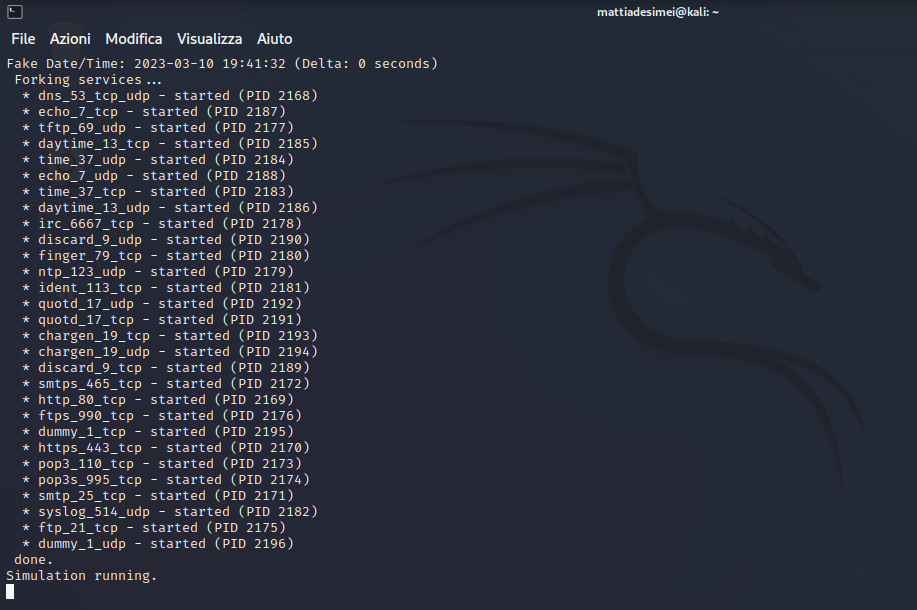 mattiadesimei@kali: ~
File Azioni Modifica Visualizza Aiuto
Fake Date/Time: 2023-03-10 19:41:32 (Delta: 0 seconds)
Forking services...
* dns_53_tcp_udp - started (PID 2168)
* echo_7_tcp - started (PID 2187)
* tftp_69_udp - started (PID 2177)
* daytime_13_tcp - started (PID 2185)
* time_37_udp - started (PID 2184)
* echo_7_udp - started (PID 2188)
* time_37_tcp - started (PID 2183)
* daytime_13_udp - started (PID 2186)
* irc_6667_tcp - started (PID 2178)
* discard_9_udp - started (PID 2190)
* finger_79_tcp - started (PID 2180)
* ntp_123_udp - started (PID 2179)
* ident_113_tcp - started (PID 2181)
* quotd_17_udp - started (PID 2192)
* quotd_17_tcp - started (PID 2191)
* chargen_19_tcp - started (PID 2193)
* chargen_19_udp - started (PID 2194)
* discard_9_tcp - started (PID 2189)
* smtps_465_tcp - started (PID 2172)
* http_80_tcp - started (PID 2169)
* ftps_990_tcp - started (PID 2176)
* dummy_1_tcp - started (PID 2195)
* https_443_tcp - started (PID 2170)
* pop3_110_tcp - started (PID 2173)
* pop3s_995_tcp - started (PID 2174)
* smtp_25_tcp - started (PID 2171)
* syslog_514_udp - started (PID 2182)
* ftp_21_tcp - started (PID 2175)
* dummy_1_udp - started (PID 2196)
done.
Simulation running.